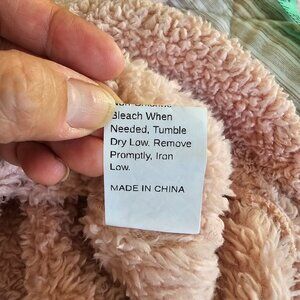 Bleach When
Needed, Tumble
Dry Low. Remove
Promptly, Iron
Low.
MADE IN CHINA